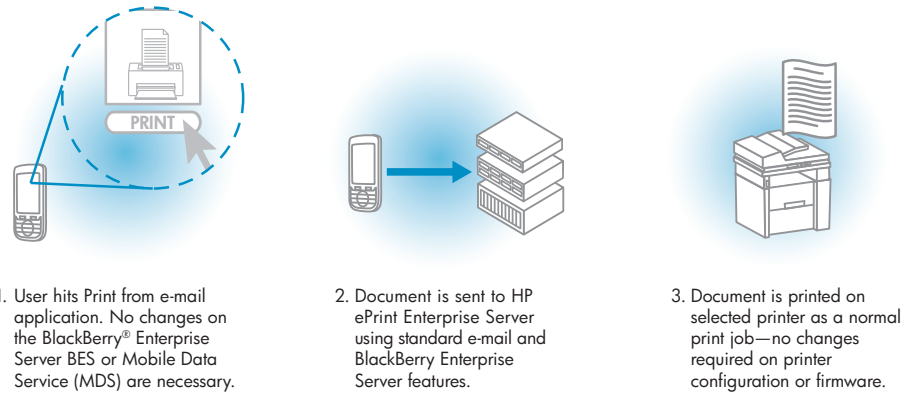 PRINT
1. User hits Print from e-mail
application. No changes on
the BlackBerry® Enterprise
Server BES or Mobile Data
Service (MDS) are necessary.
2. Document is sent to HP
ePrint Enterprise Server
using standard e-mail and
BlackBerry Enterprise
Server features.
3. Document is printed on
selected printer as a normal
print job—no changes
required on printer
configuration or firmware.